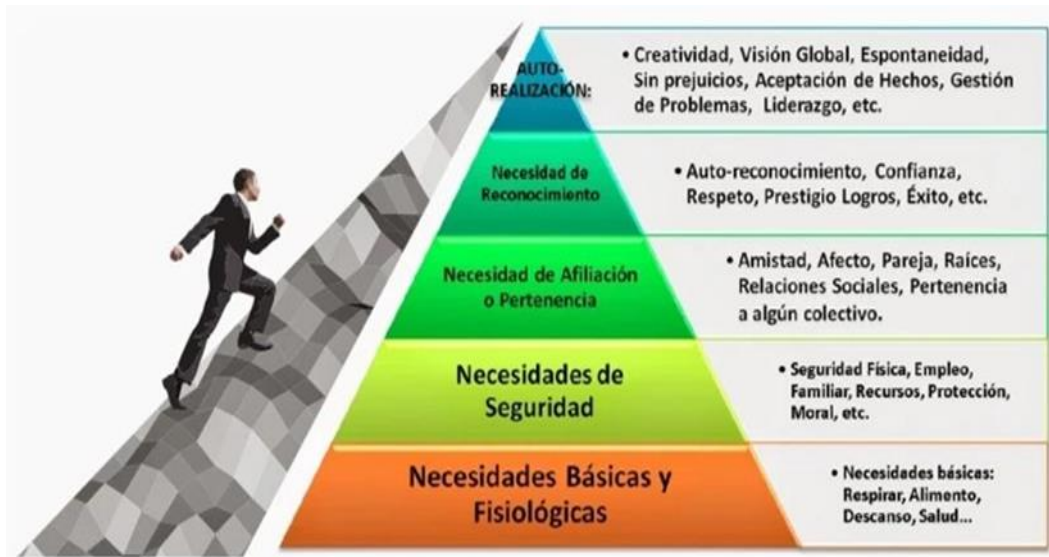 AUTO-
REALIZACIÓN:
• Creatividad, Visión Global, Espontaneidad,
Sin prejuicios, Aceptación de Hechos, Gestión
de Problemas, Liderazgo, etc.
Necesidad de
Reconocimiento
• Auto-reconocimiento, Confianza,
Respeto, Prestigio Logros, Éxito, etc.
Necesidad de Afiliación
o Pertenencia
• Amistad, Afecto, Pareja, Raíces,
Relaciones Sociales, Pertenencia
a algún colectivo.
Necesidades de
Seguridad
• Seguridad Física, Empleo,
Familiar, Recursos, Protección,
Moral, etc.
Necesidades Básicas y
Fisiológicas
• Necesidades básicas:
Respirar, Alimento,
Descanso, Salud...